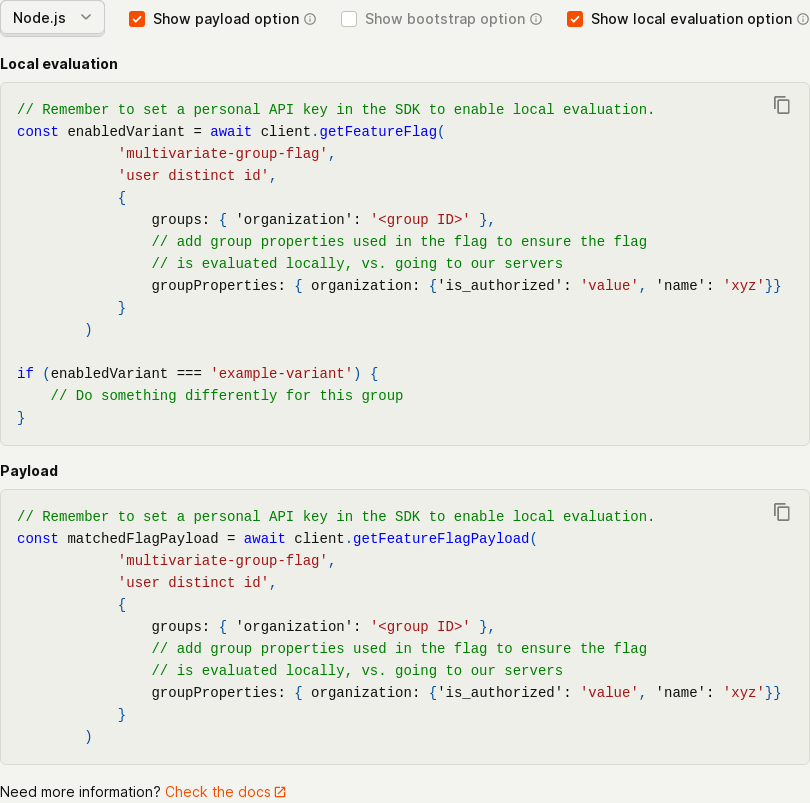 Node.js Show payload option Show bootstrap option Show local evaluation option
Local evaluation
// Remember to set a personal API key in the SDK to enable local evaluation.
const enabledVariant = await client.getFeatureFlag(
            'multivariate-group-flag',
            'user distinct id',
            {
                groups: { 'organization': '<group ID>' },
                // add group properties used in the flag to ensure the flag
                // is evaluated locally, vs. going to our servers
                groupProperties: { organization: {'is_authorized': 'value', 'name': 'xyz'}}
            }
        )
if (enabledVariant === 'example-variant') {
    // Do something differently for this group
}
Payload
// Remember to set a personal API key in the SDK to enable local evaluation.
const matchedFlagPayload = await client.getFeatureFlagPayload(
            'multivariate-group-flag',
            'user distinct id',
            {
                groups: { 'organization': '<group ID>' },
                // add group properties used in the flag to ensure the flag
                // is evaluated locally, vs. going to our servers
                groupProperties: { organization: {'is_authorized': 'value', 'name': 'xyz'}}
            }
        )
Need more information? Check the docs